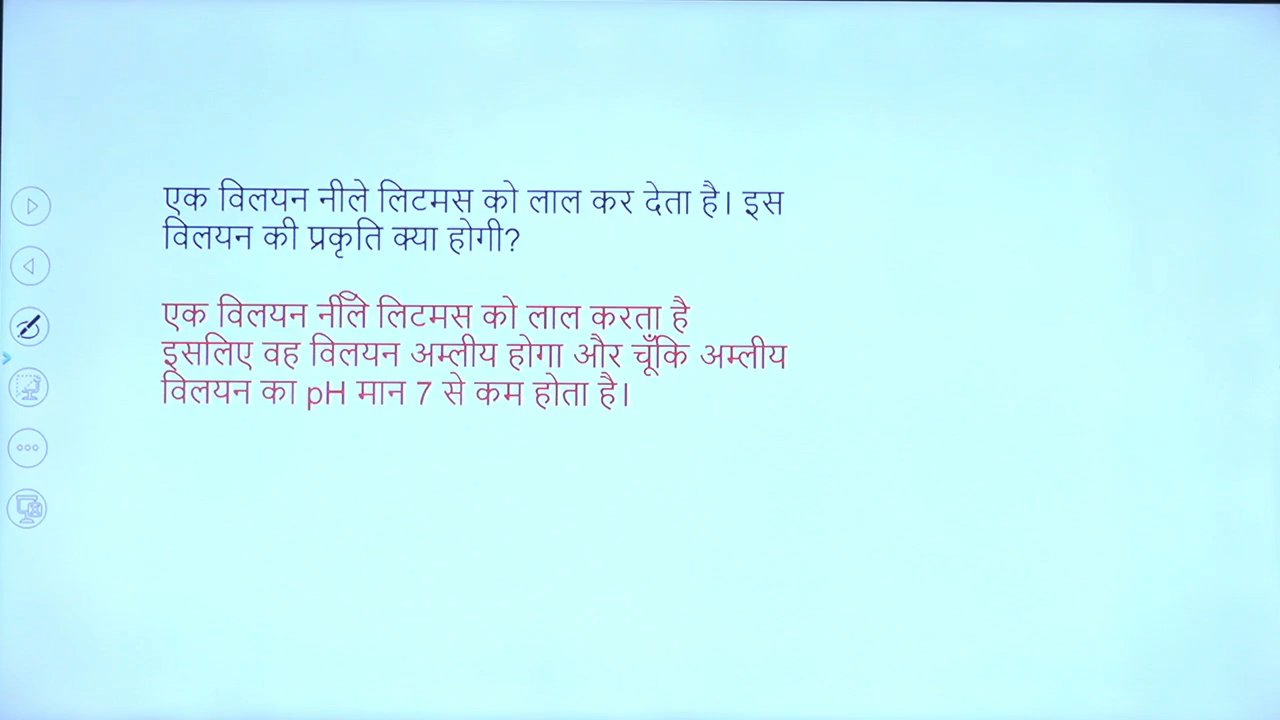 एक विलयन नीले लिटमस को लाल कर देता है। इस
विलयन की प्रकृति क्या होगी?
एक विलयन नीले लिटमस को लाल करता है
इसलिए वह विलयन अम्लीय होगा और चूँकि अम्लीय
विलयन का pH मान 7 से कम होता है।